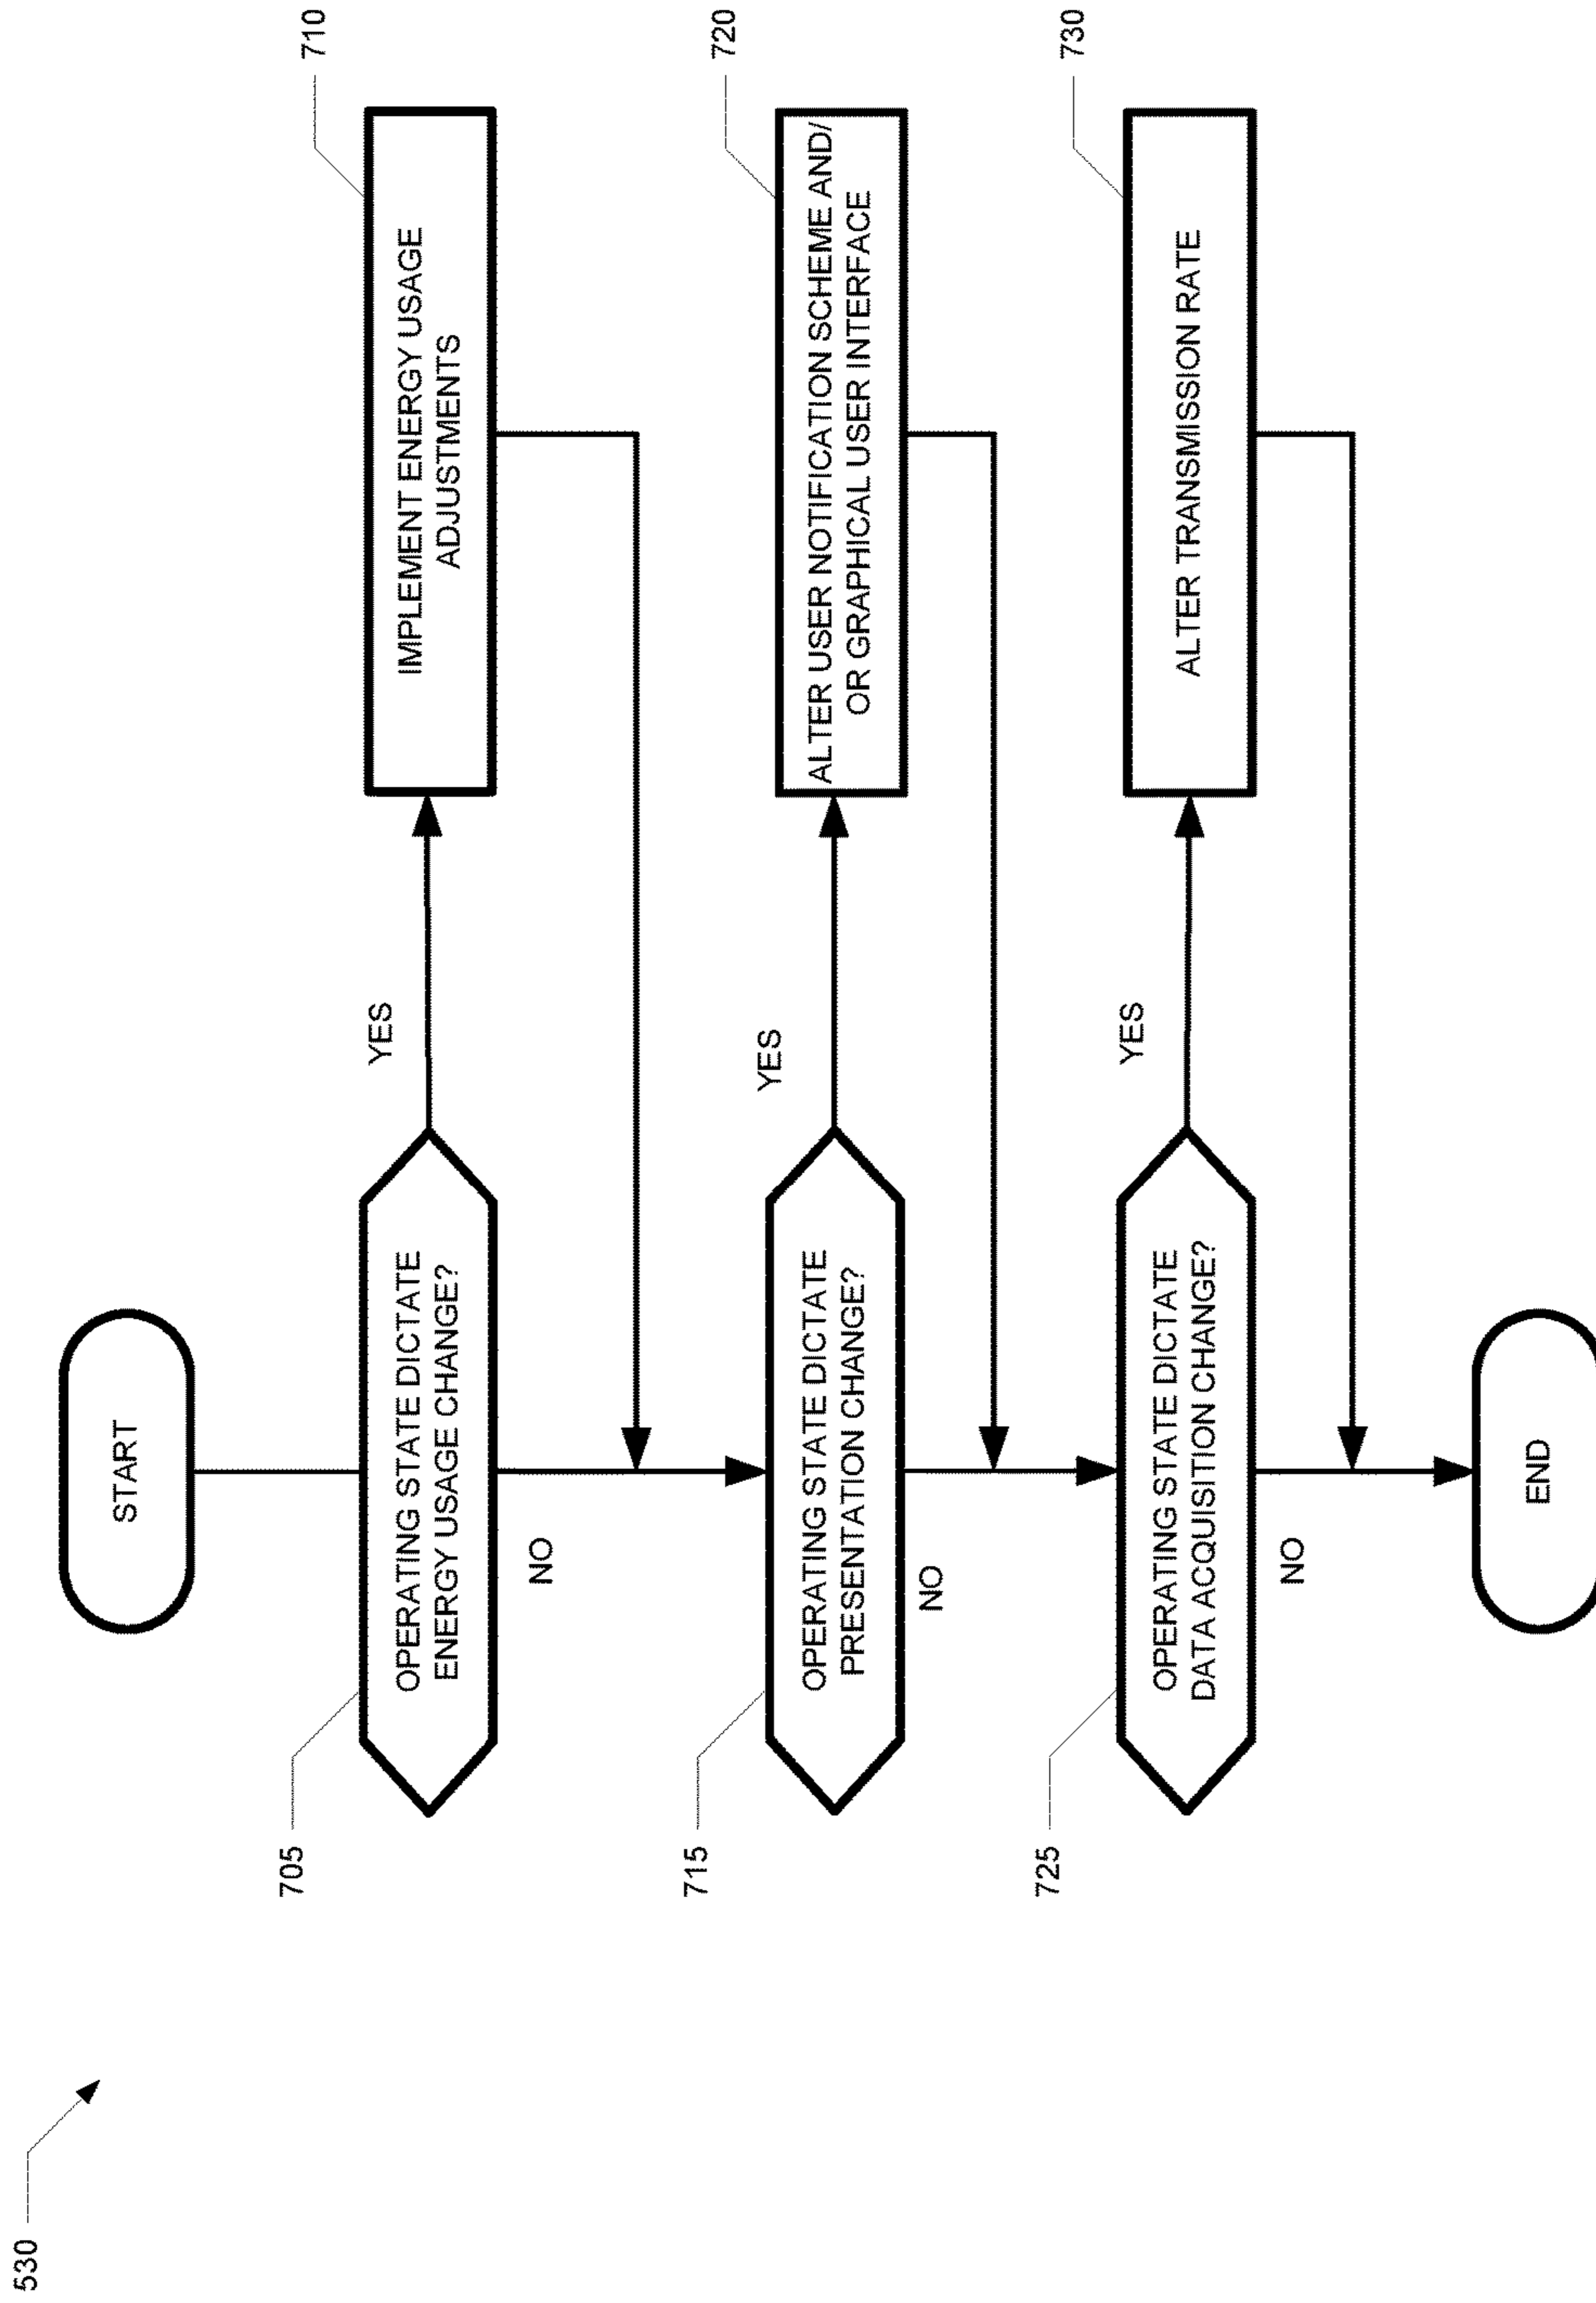 530
START
705
OPERATING STATE DICTATE
ENERGY USAGE CHANGE?
YES
710
IMPLEMENT ENERGY USAGE
ADJUSTMENTS
NO
715
OPERATING STATE DICTATE
PRESENTATION CHANGE?
YES
720
ALTER USER NOTIFICATION SCHEME AND/
OR GRAPHICAL USER INTERFACE
NO
725
OPERATING STATE DICTATE
DATA ACQUISITION CHANGE?
YES
730
ALTER TRANSMISSION RATE
NO
END